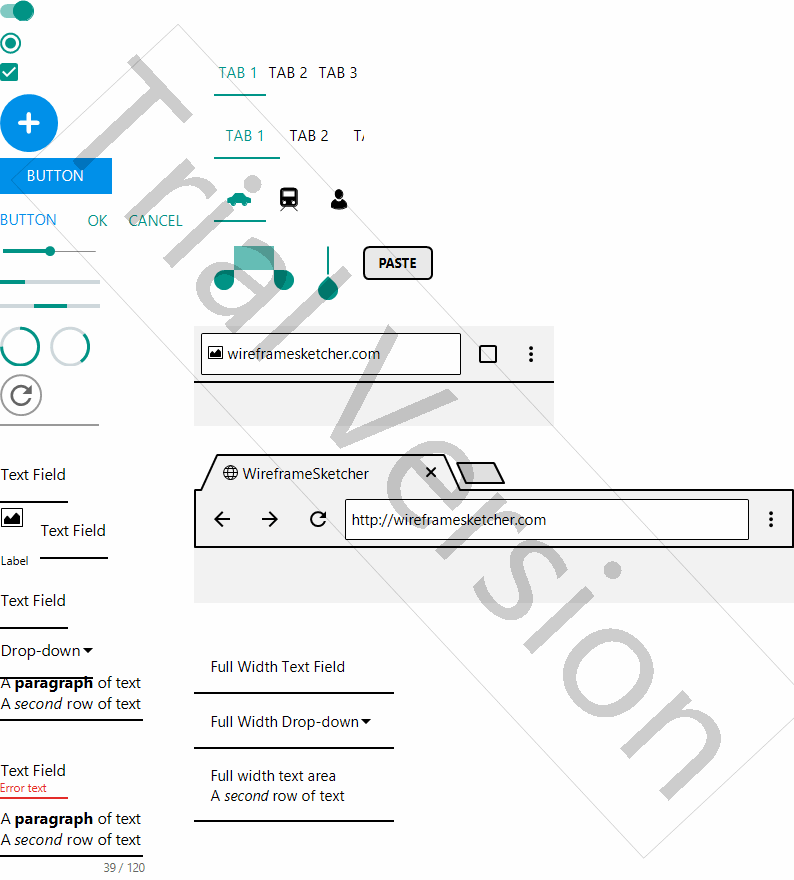 TAB 1 TAB 2 TAB 3
TAB 1 TAB 2 T
BUTTON
BUTTON OK CANCEL
PASTE
wireframesketcher.com
WireframeSketcher
http://wireframesketcher.com
Text Field
Text Field
Label
Text Field
Drop-down
A paragraph of text
A second row of text
Text Field
Error text
A paragraph of text
A second row of text
39 / 120
Full Width Text Field
Full Width Drop-down
Full width text area
A second row of text
Trial Version